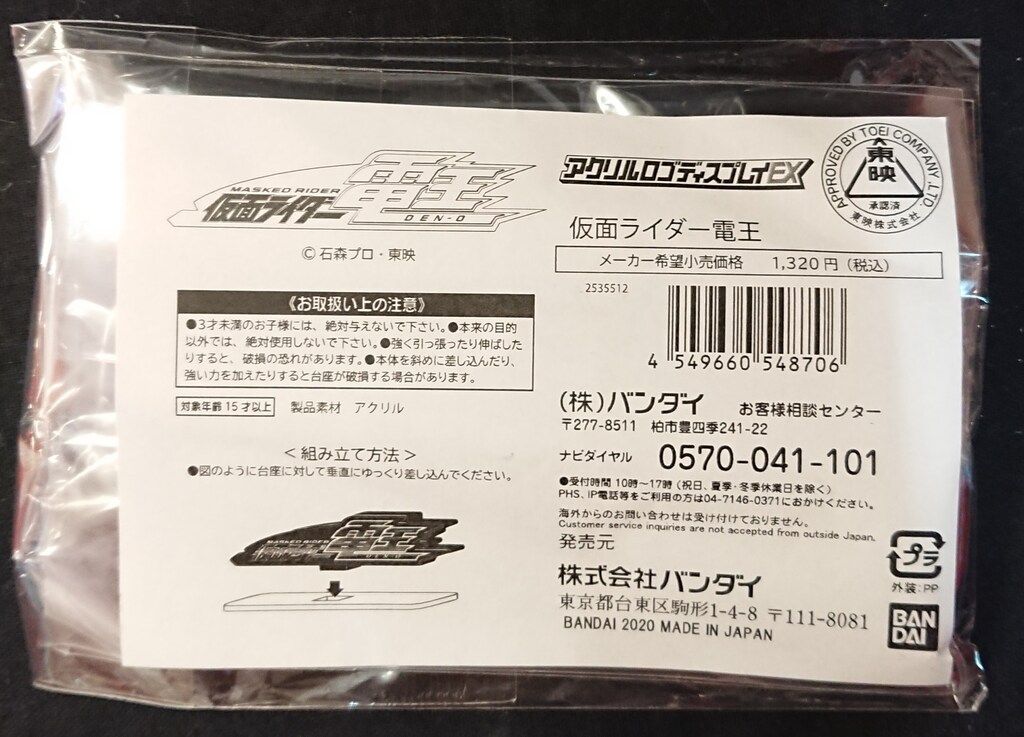 MASKED RIDER
仮面ライダー
電王
DEN-O
© 石森プロ・東映
《お取扱い上の注意》
●3才未満のお子様には、絶対与えないで下さい。●本来の目的
以外では、絶対使用しないで下さい。●強く引っ張ったり伸ばした
りすると、破損の恐れがあります。●本体を斜めに差し込んだり、
強い力を加えたりすると台座が破損する場合があります。
対象年齢15才以上 製品素材 アクリル
<組み立て方法>
●図のように台座に対して垂直にゆっくり差し込んでください。
MASKED RIDER
仮面ライダー
電王
DEN-O
アクリルロゴディスプレイEX
APPROVED BY TOEI COMPANY, LTD.
東映
承認済
東映株式会社
仮面ライダー電王
メーカー希望小売価格 1,320円(税込)
2535512
4 549660 548706
(株)バンダイ お客様相談センター
〒277-8511 柏市豊四季241-22
ナビダイヤル 0570-041-101
●受付時間 10時~17時(祝日、夏季・冬季休業日を除く)
PHS、IP電話等をご利用の方は04-7146-0371におかけください。
海外からのお問い合わせは受け付けておりません。
Customer service inquiries are not accepted from outside Japan.
発売元
株式会社バンダイ
東京都台東区駒形1-4-8 〒111-8081
BANDAI 2020 MADE IN JAPAN
プラ
外装:PP
BAN
DAI